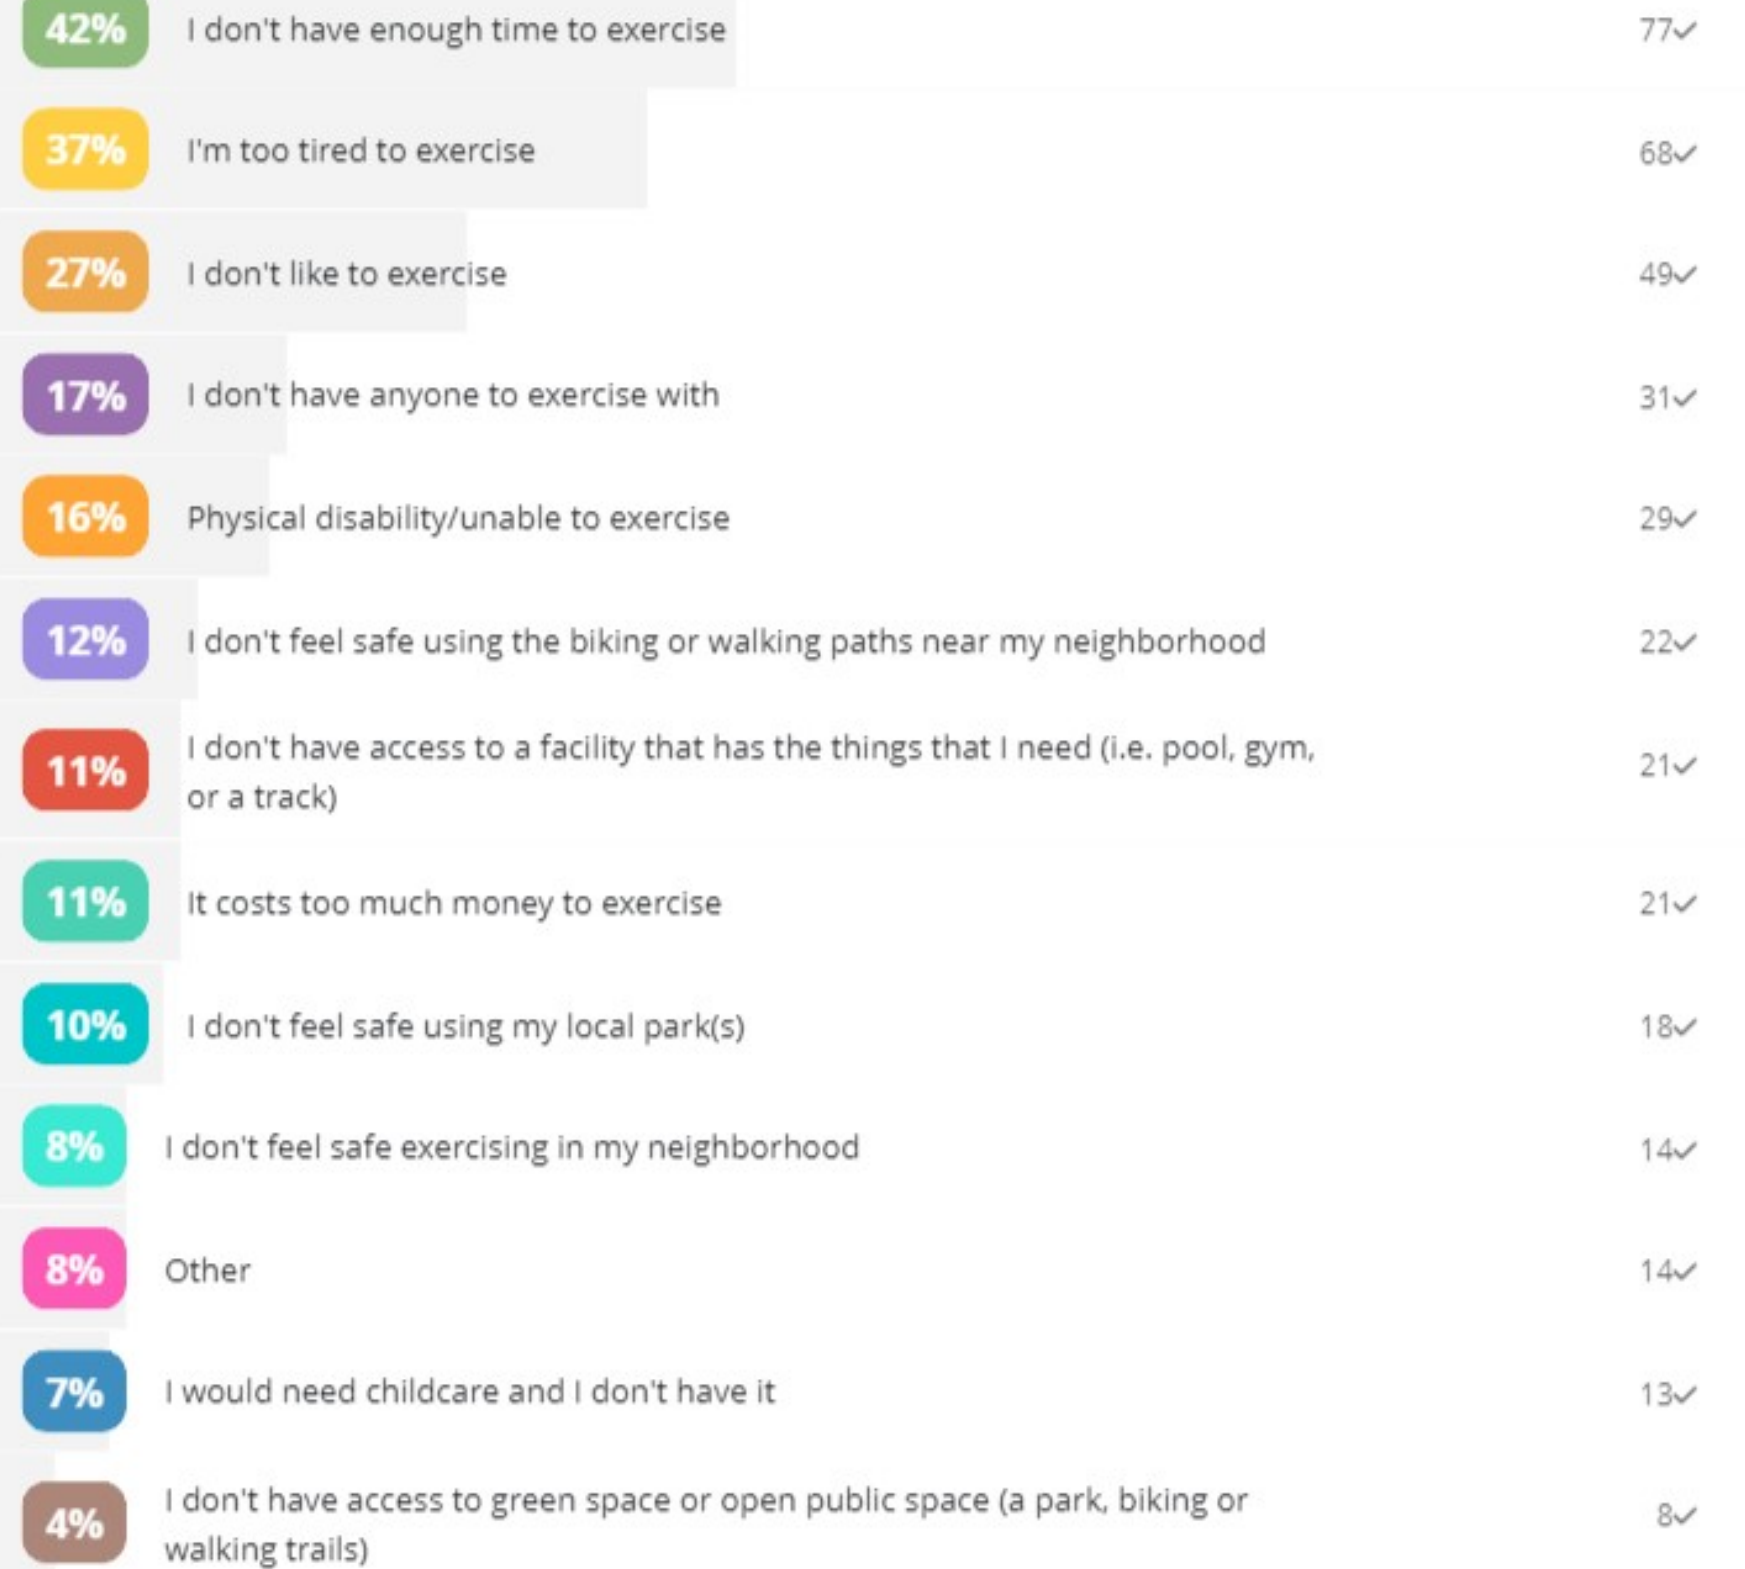 42% I don't have enough time to exercise 77✓
37% I'm too tired to exercise 68✓
27% I don't like to exercise 49✓
17% I don't have anyone to exercise with 31✓
16% Physical disability/unable to exercise 29✓
12% I don't feel safe using the biking or walking paths near my neighborhood 22✓
11% I don't have access to a facility that has the things that I need (i.e. pool, gym, 21✓
or a track)
11% It costs too much money to exercise 21✓
10% I don't feel safe using my local park(s) 18✓
8% I don't feel safe exercising in my neighborhood 14✓
8% Other 14✓
7% I would need childcare and I don't have it 13✓
4% I don't have access to green space or open public space (a park, biking or 8✓
walking trails)